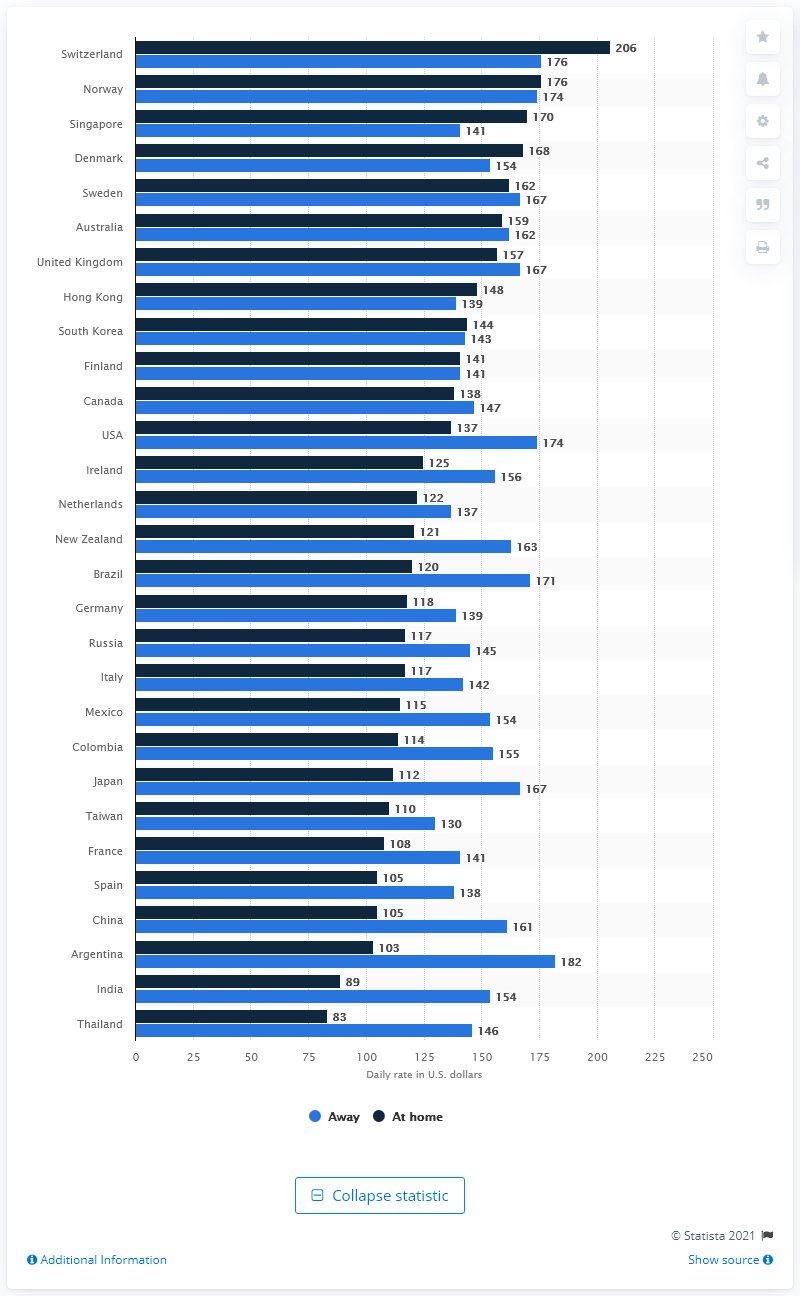 Switzerland 206
176
Norway 176
174
Singapore 170
141
Denmark 168
154
Sweden 162
167
Australia 159
162
United Kingdom 157
167
Hong Kong 148
139
South Korea 144
143
Finland 141
141
Canada 138
147
USA 137
174
Ireland 125
156
Netherlands 122
137
New Zealand 121
163
Brazil 120
171
Germany 118
139
Russia 117
145
Italy 117
142
Mexico 115
154
Colombia 114
155
Japan 112
167
Taiwan 110
130
France 108
141
Spain 105
138
China 105
161
Argentina 103
182
India 89
154
Thailand 83
146
0 25 50 75 100 125 150 175 200 225 250
Daily rate in U.S. dollars
Away At home
Collapse statistic
© Statista 2021
Additional Information Show source